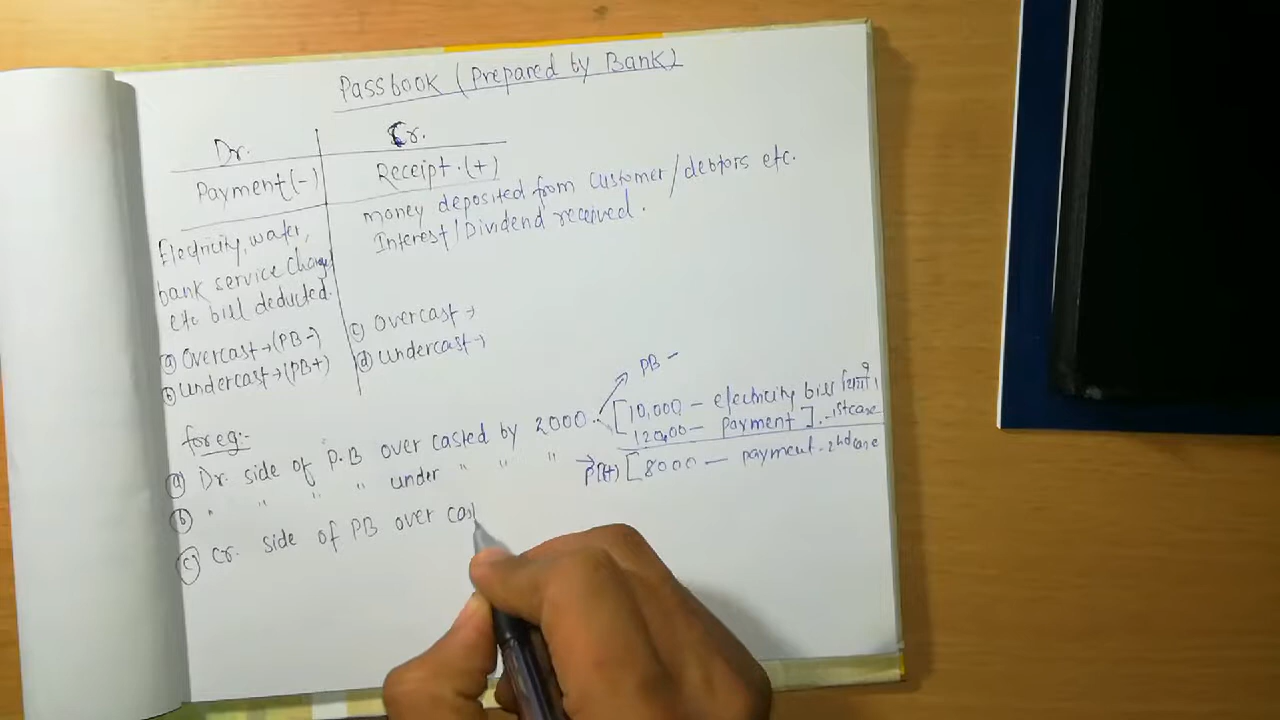 Passbook (Prepared by Bank)
Dr. Cr.
Payment(-) Receipt.(+)
Electricity, water,
bank service charge
etc bill deducted.
money deposited from customer/debtors etc.
Interest/Dividend received.
(a) Overcast→(PB-)
(b) undercast→(PB+)
(c) Overcast→
(d) undercast→
for eg:-
(a) Dr. side of P.B over casted by 2000.
(b) " " " " under " " "
(c) Cr. side of PB over cas
PB -
[10,000 - electricity bill
12000- payment]. - 1st case
P(+) [8000 - payment - 2nd case